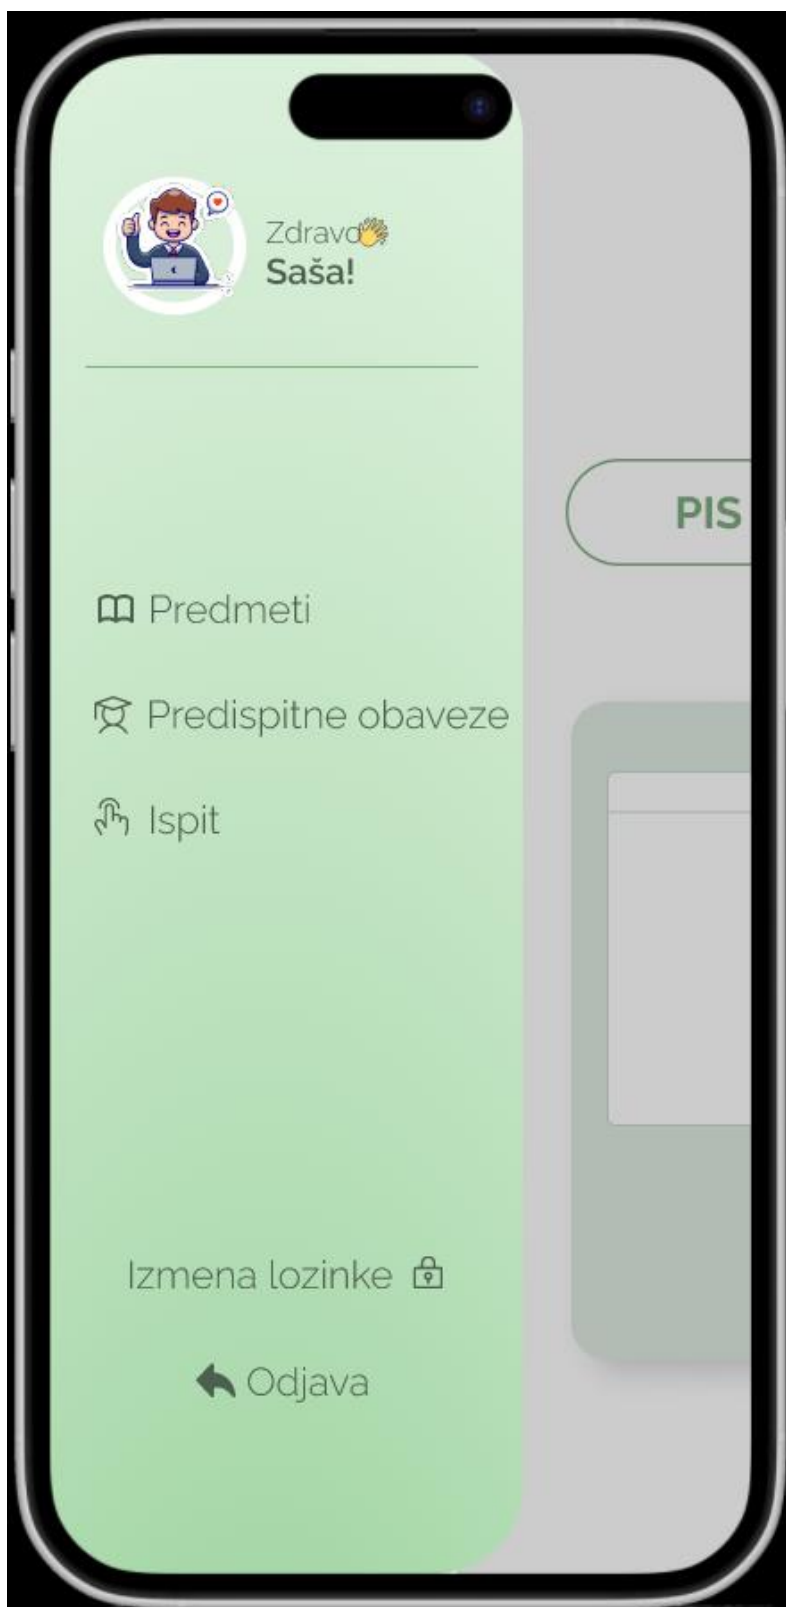 Zdravo👋
Saša!
PIS
Predmeti
Predispitne obaveze
Ispit
Izmena lozinke
Odjava